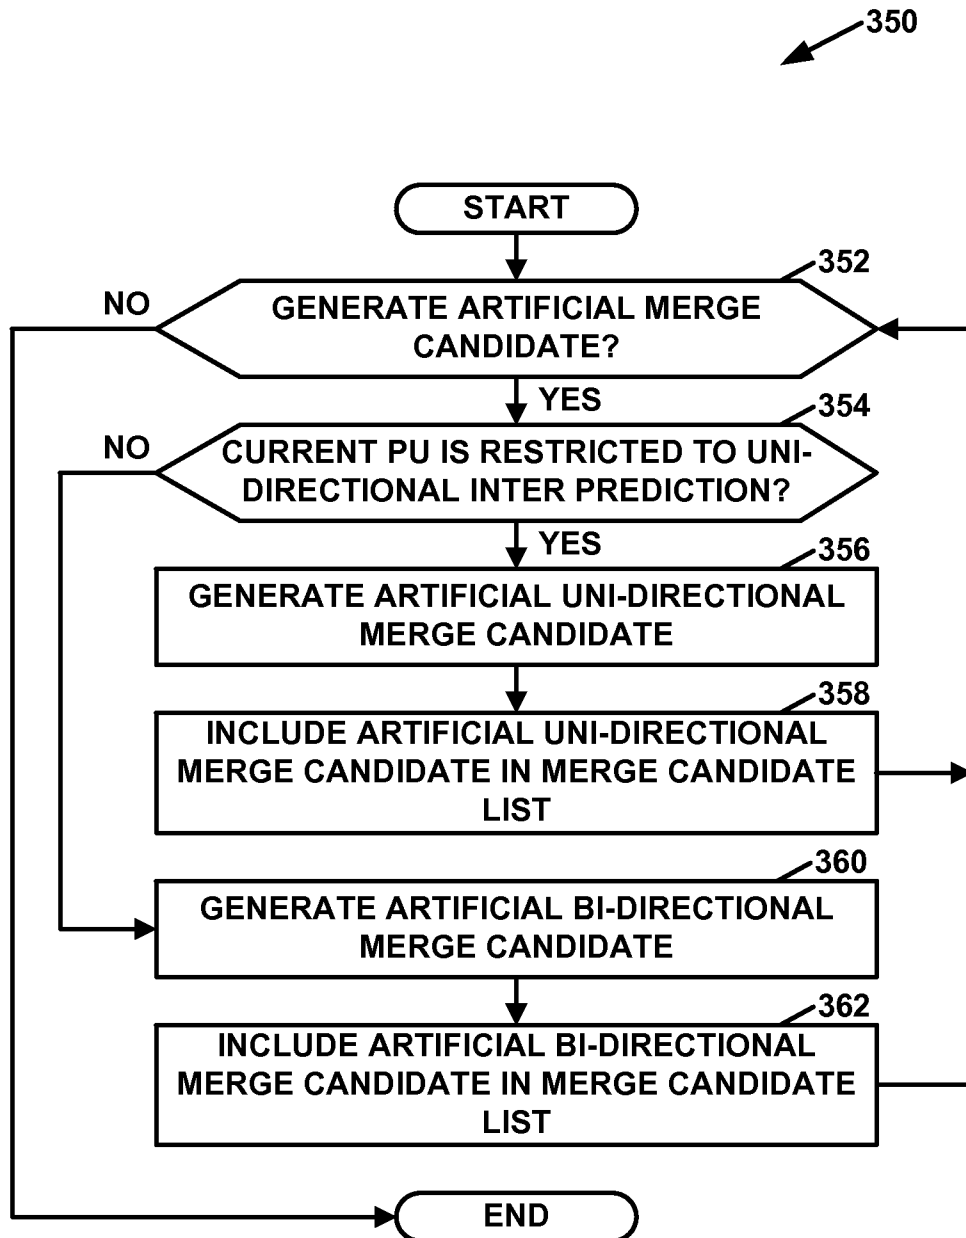 350
START
352
NO
GENERATE ARTIFICIAL MERGE
CANDIDATE?
YES
354
NO
CURRENT PU IS RESTRICTED TO UNI-
DIRECTIONAL INTER PREDICTION?
YES
356
GENERATE ARTIFICIAL UNI-DIRECTIONAL
MERGE CANDIDATE
358
INCLUDE ARTIFICIAL UNI-DIRECTIONAL
MERGE CANDIDATE IN MERGE CANDIDATE
LIST
360
GENERATE ARTIFICIAL BI-DIRECTIONAL
MERGE CANDIDATE
362
INCLUDE ARTIFICIAL BI-DIRECTIONAL
MERGE CANDIDATE IN MERGE CANDIDATE
LIST
END